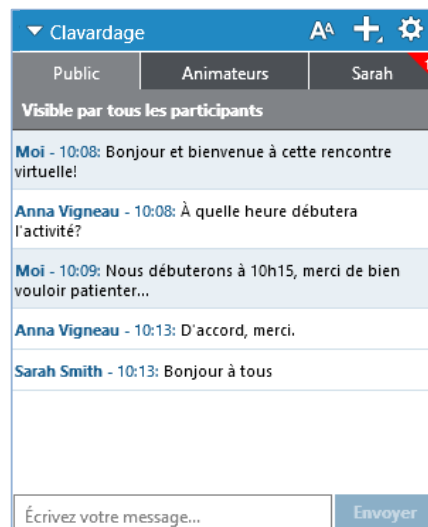 Clavardage
Aᴬ
Public Animateurs Sarah
Visible par tous les participants
Moi - 10:08: Bonjour et bienvenue à cette rencontre
virtuelle!
Anna Vigneau - 10:08: À quelle heure débutera
l'activité?
Moi - 10:09: Nous débuterons à 10h15, merci de bien
vouloir patienter...
Anna Vigneau - 10:13: D'accord, merci.
Sarah Smith - 10:13: Bonjour à tous
Écrivez votre message... Envoyer